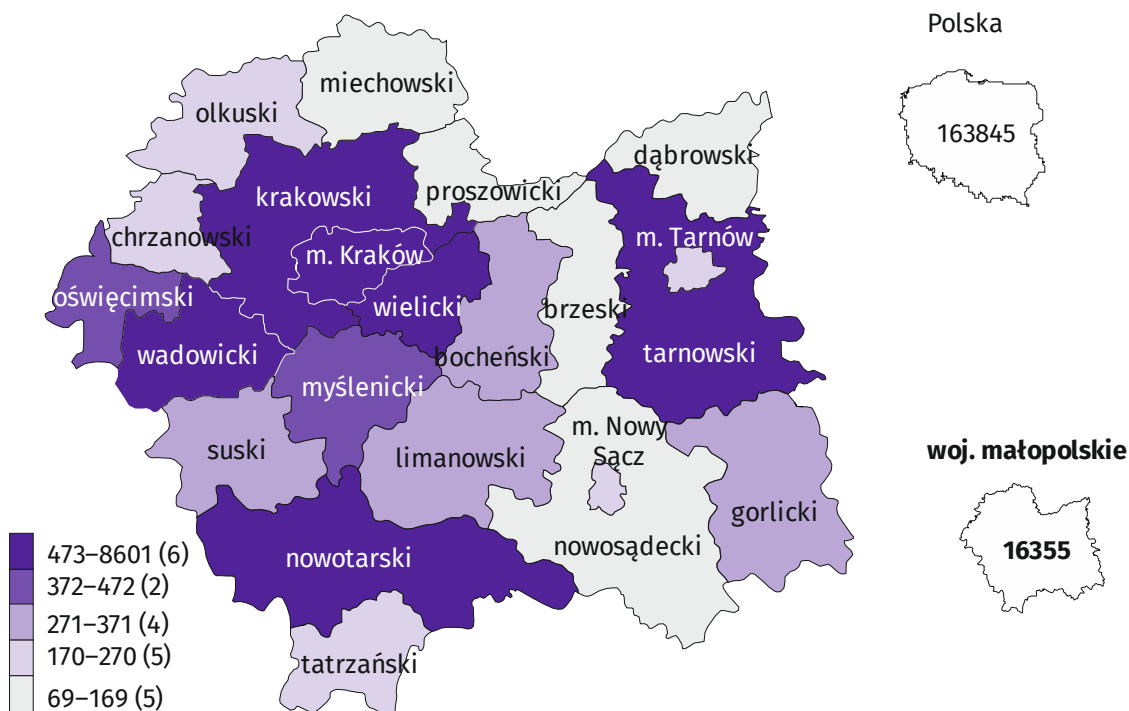 Polska
163845
miechowski
olkuski
dąbrowski
krakowski
proszowicki
chrzanowski
m. Kraków
m. Tarnów
oświęcimski
wielicki
brzeski
wadowicki
bocheński
tarnowski
myślenicki
m. Nowy
Sącz
suski
limanowski
woj. małopolskie
gorlicki
16355
nowotarski
nowosądecki
tatrzański
473–8601 (6)
372–472 (2)
271–371 (4)
170–270 (5)
69–169 (5)